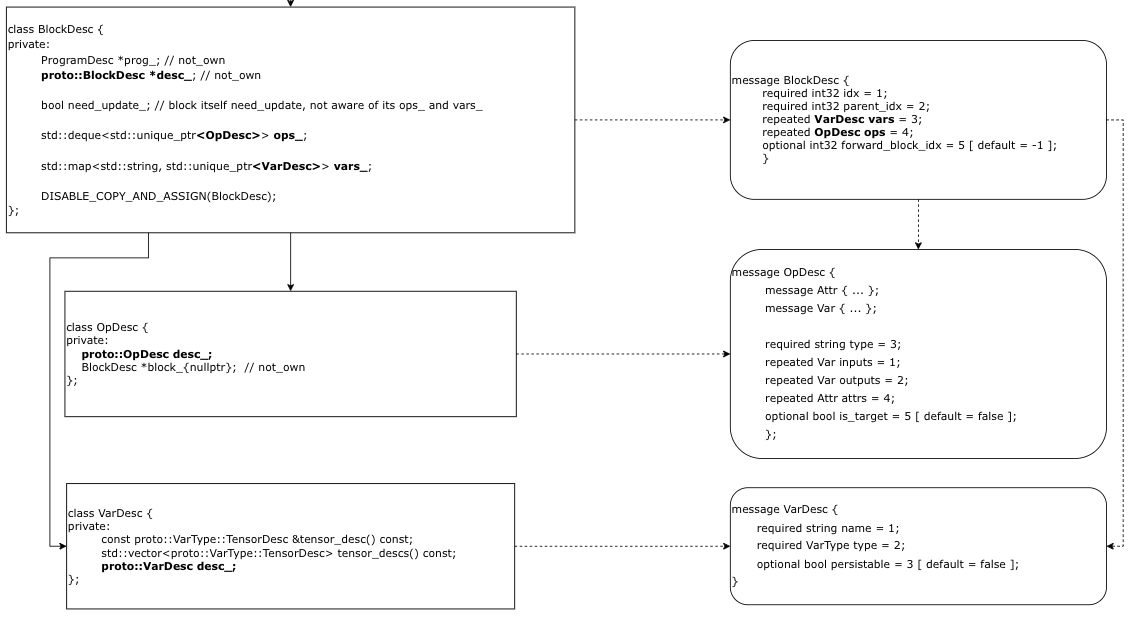 class BlockDesc {
private:
ProgramDesc *prog_; // not_own
proto::BlockDesc *desc_; // not_own
bool need_update_; // block itself need_update, not aware of its ops_ and vars_
std::deque<std::unique_ptr<OpDesc>> ops_;
std::map<std::string, std::unique_ptr<VarDesc>> vars_;
DISABLE_COPY_AND_ASSIGN(BlockDesc);
};
message BlockDesc {
required int32 idx = 1;
required int32 parent_idx = 2;
repeated VarDesc vars = 3;
repeated OpDesc ops = 4;
optional int32 forward_block_idx = 5 [ default = -1 ];
}
class OpDesc {
private:
proto::OpDesc desc_;
BlockDesc *block_{nullptr};  // not_own
};
message OpDesc {
message Attr { ... };
message Var { ... };
required string type = 3;
repeated Var inputs = 1;
repeated Var outputs = 2;
repeated Attr attrs = 4;
optional bool is_target = 5 [ default = false ];
};
class VarDesc {
private:
const proto::VarType::TensorDesc &tensor_desc() const;
std::vector<proto::VarType::TensorDesc> tensor_descs() const;
proto::VarDesc desc_;
};
message VarDesc {
required string name = 1;
required VarType type = 2;
optional bool persistable = 3 [ default = false ];
}